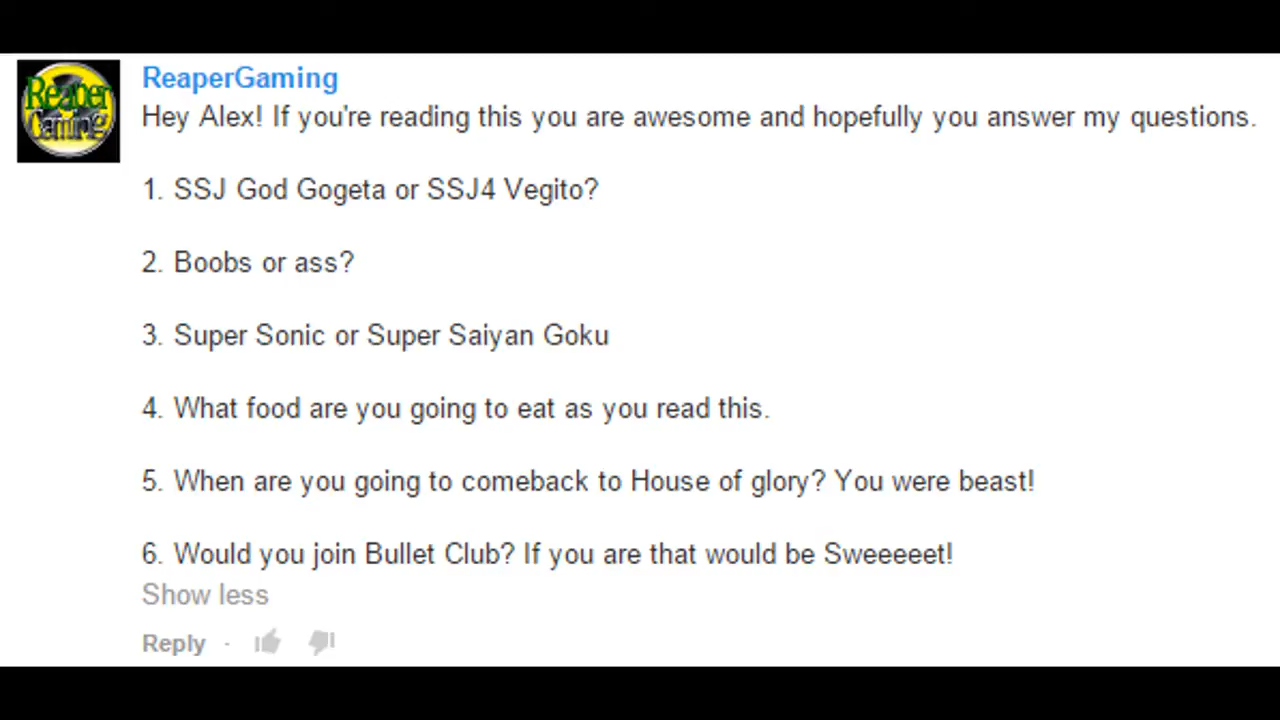 Reaper
Gaming
ReaperGaming
Hey Alex! If you're reading this you are awesome and hopefully you answer my questions.
1. SSJ God Gogeta or SSJ4 Vegito?
2. Boobs or ass?
3. Super Sonic or Super Saiyan Goku
4. What food are you going to eat as you read this.
5. When are you going to comeback to House of glory? You were beast!
6. Would you join Bullet Club? If you are that would be Sweeeeet!
Show less
Reply ·